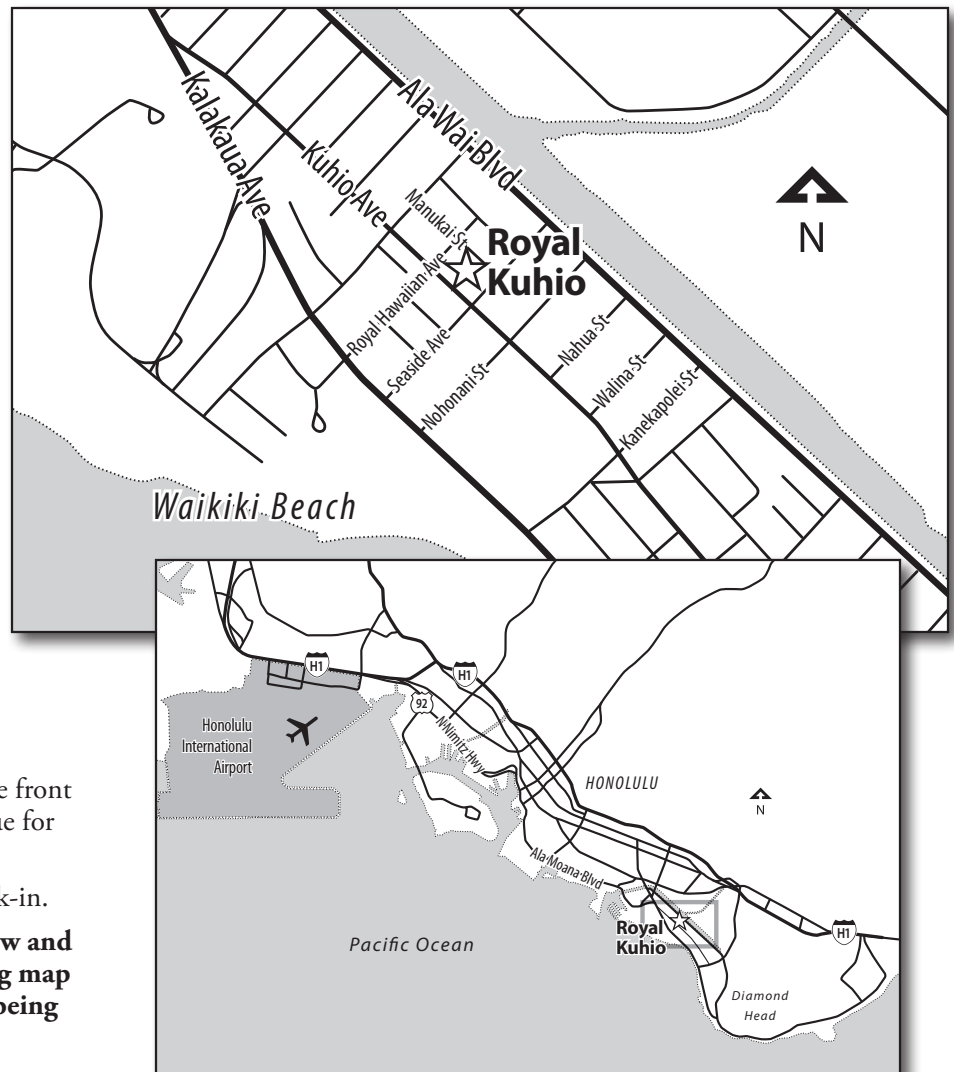 Kalakaua Ave
Kuhio Ave
Ala Wai Blvd
Manukai St
Royal Hawaiian Ave
Seaside Ave
Nohonani St
Royal
Kuhio
Nahua St
Walina St
Kanekapolei St
N
Waikiki Beach
H1
H1
92
N Nimitz Hwy
Honolulu
International
Airport
HONOLULU
N
Ala Moana Blvd
Royal
Kuhio
H1
Pacific Ocean
Diamond
Head
e front
ue for
k-in.
w and
g map
being